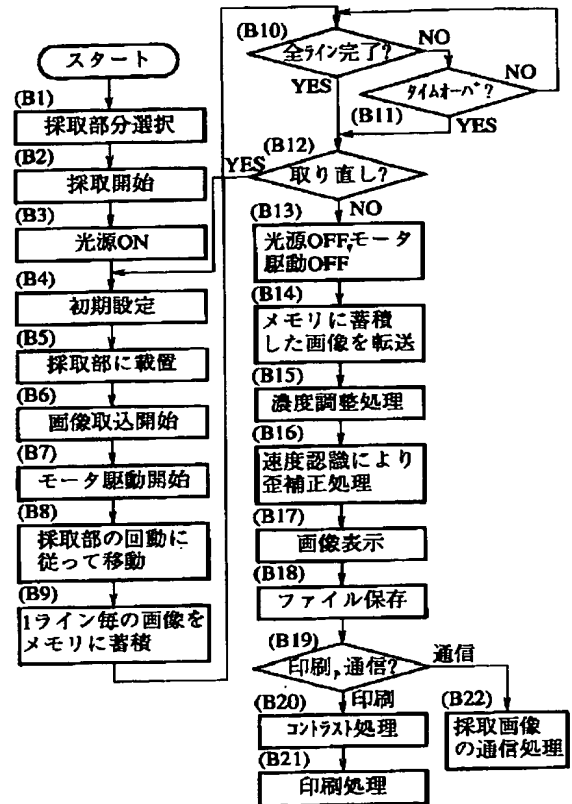 スタート
(B1)
採取部分選択
(B2)
採取開始
(B3)
光源ON
(B4)
初期設定
(B5)
採取部に載置
(B6)
画像取込開始
(B7)
モータ駆動開始
(B8)
採取部の回動に
従って移動
(B9)
1ライン毎の画像を
メモリに蓄積
(B10)
全ライン完了?
NO
YES
タイムオーバ?
NO
(B11)
YES
(B12)
取り直し?
YES
NO
(B13)
光源OFF,モータ
駆動OFF
(B14)
メモリに蓄積
した画像を転送
(B15)
濃度調整処理
(B16)
速度認識により
歪補正処理
(B17)
画像表示
(B18)
ファイル保存
(B19)
印刷,通信?
通信
印刷
(B20)
コントラスト処理
(B21)
印刷処理
(B22)
採取画像
の通信処理